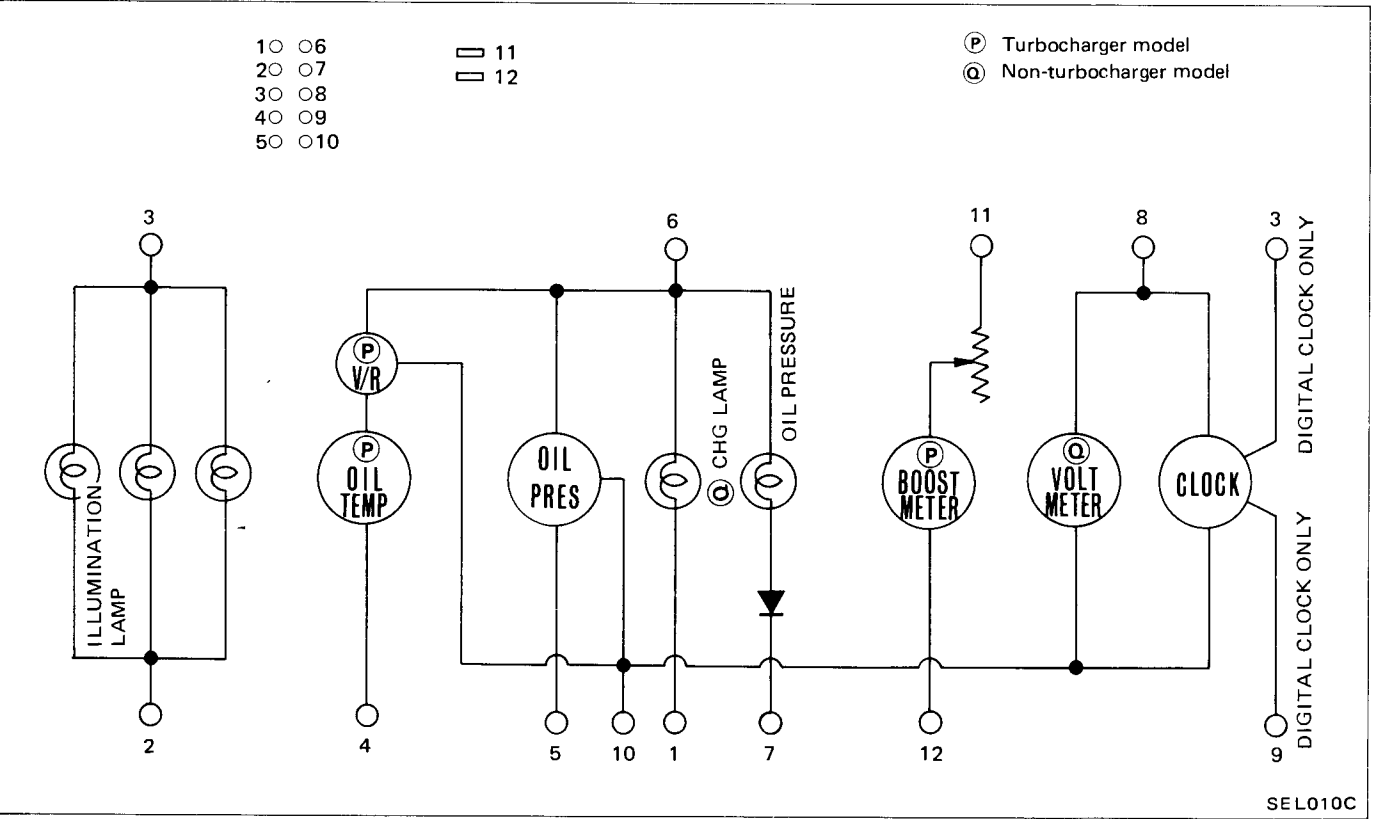 1 6
2 7
3 8
4 9
5 10
11
12
P Turbocharger model
Q Non-turbocharger model
3
6
11
8
3
P
V/R
P
OIL
TEMP
OIL
PRES
Q CHG LAMP
OIL PRESSURE
P
BOOST
METER
Q
VOLT
METER
CLOCK
DIGITAL CLOCK ONLY
ILLUMINATION
LAMP
DIGITAL CLOCK ONLY
2
4
5
10
1
7
12
9
SEL010C